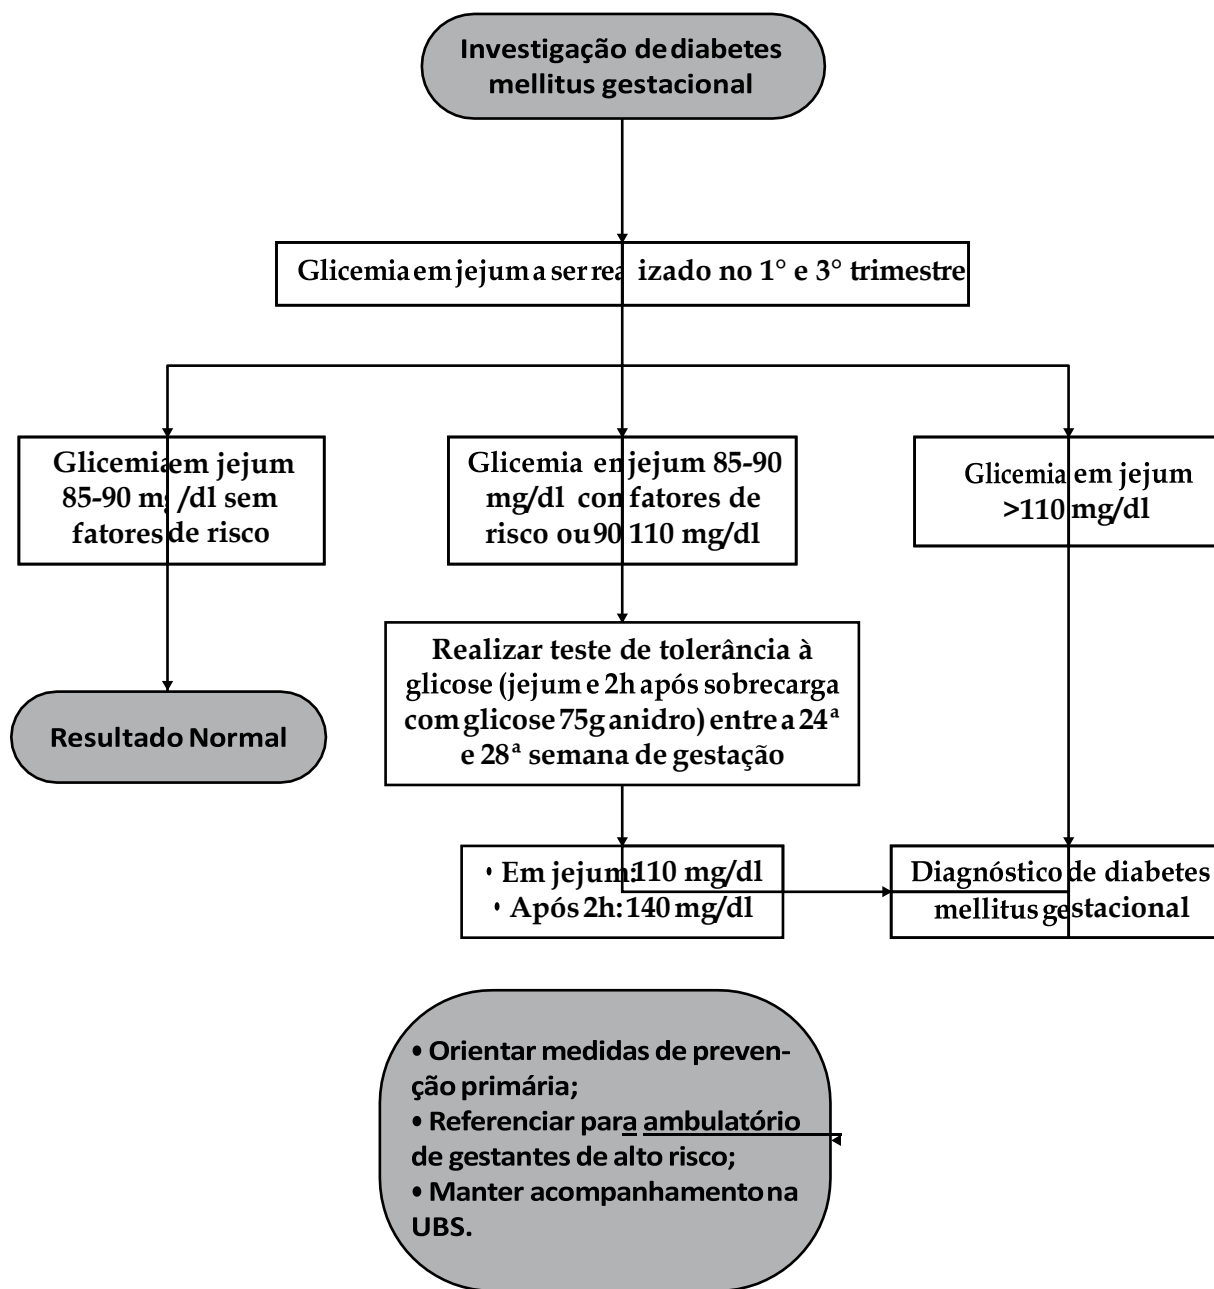 Investigação de diabetes
mellitus gestacional
Glicemia em jejum a ser rea izado no 1° e 3° trimestre
Glicemia em jejum
85-90 mg/dl sem
fatores de risco
Glicemia em jejum 85-90
mg/dl com fatores de
risco ou 90 110 mg/dl
Glicemia em jejum
>110 mg/dl
Realizar teste de tolerância à
glicose (jejum e 2h após sobrecarga
com glicose 75g anidro) entre a 24ª
e 28ª semana de gestação
Resultado Normal
• Em jejum: 110 mg/dl
• Após 2h: 140 mg/dl
Diagnóstico de diabetes
mellitus gestacional
• Orientar medidas de preven-
ção primária;
• Referenciar para ambulatório
de gestantes de alto risco;
• Manter acompanhamento na
UBS.